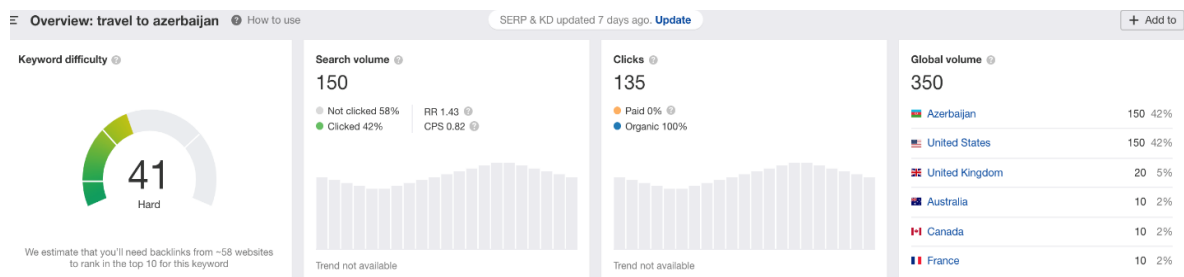 Overview: travel to azerbaijan ? How to use
SERP & KD updated 7 days ago. Update
+ Add to
Keyword difficulty ?
41
Hard
We estimate that you'll need backlinks from ~58 websites
to rank in the top 10 for this keyword
Search volume ?
150
Not clicked 58% RR 1.43 ?
Clicked 42% CPS 0.82 ?
Trend not available
Clicks ?
135
Paid 0% ?
Organic 100%
Trend not available
Global volume ?
350
Azerbaijan 150 42%
United States 150 42%
United Kingdom 20 5%
Australia 10 2%
Canada 10 2%
France 10 2%